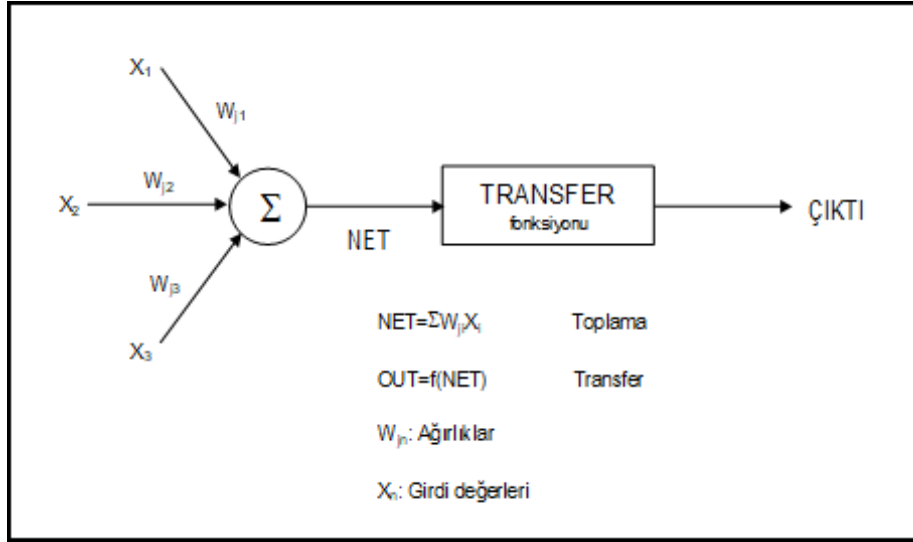 X₁
Wⱼ₁
X₂
Wⱼ₂
Σ
NET
TRANSFER
fonksiyonu
ÇIKTI
Wⱼ₃
X₃
NET=ΣWⱼᵢXᵢ Toplama
OUT=f(NET) Transfer
Wⱼₙ: Ağırlıklar
Xₙ: Girdi değerleri